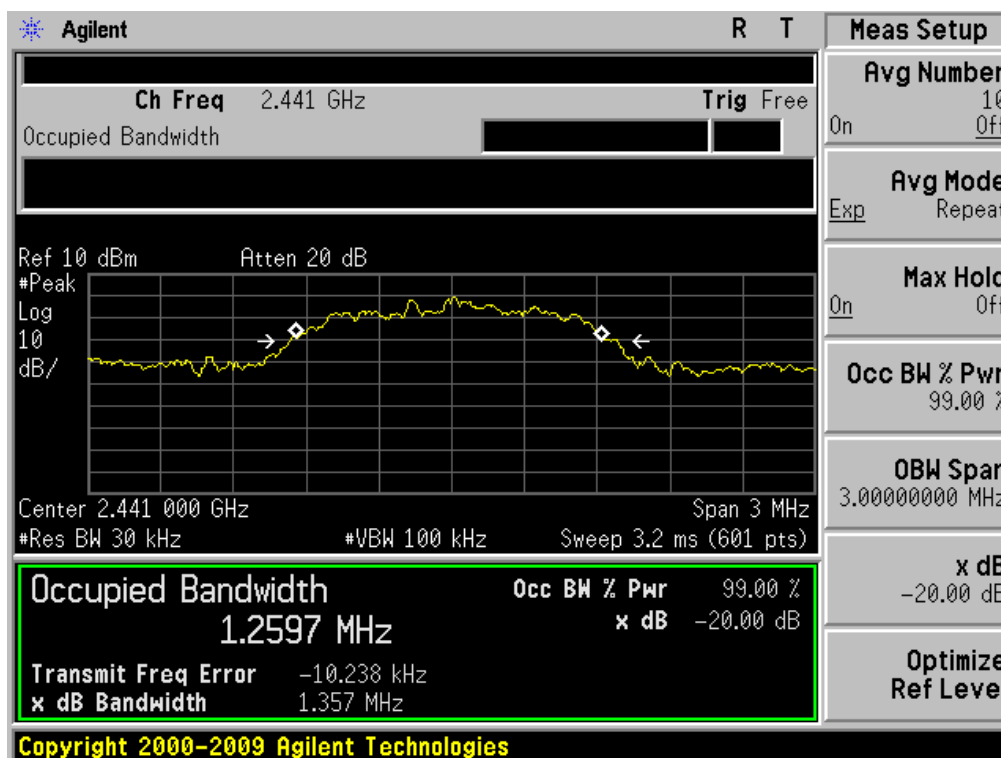 Agilent R T
Ch Freq 2.441 GHz Trig Free
Occupied Bandwidth
Ref 10 dBm Atten 20 dB
#Peak
Log
10
dB/
Center 2.441 000 GHz Span 3 MHz
#Res BW 30 kHz #VBW 100 kHz Sweep 3.2 ms (601 pts)
Occupied Bandwidth Occ BW % Pwr 99.00 %
1.2597 MHz x dB -20.00 dB
Transmit Freq Error -10.238 kHz
x dB Bandwidth 1.357 MHz
Copyright 2000-2009 Agilent Technologies
Meas Setup
Avg Number
10
On Off
Avg Mode
Exp Repeat
Max Hold
On Off
Occ BW % Pwr
99.00 %
OBW Span
3.00000000 MHz
x dB
-20.00 dB
Optimize
Ref Level